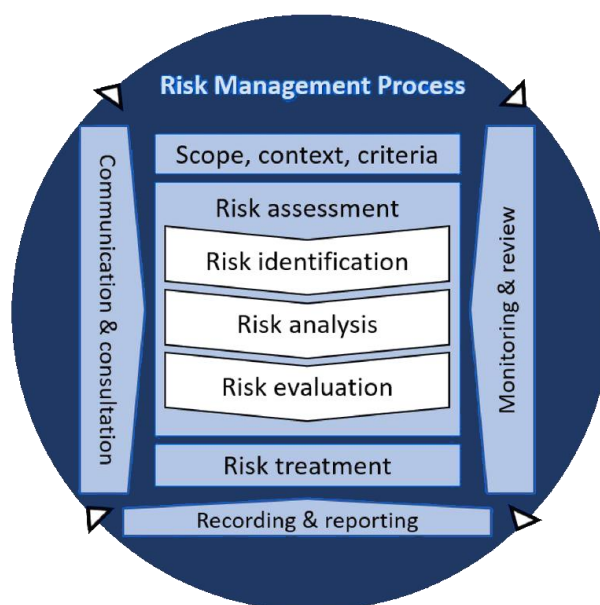 Risk Management Process
Scope, context, criteria
Risk assessment
Risk identification
Risk analysis
Risk evaluation
Risk treatment
Recording & reporting
Communication & consultation
Monitoring & review